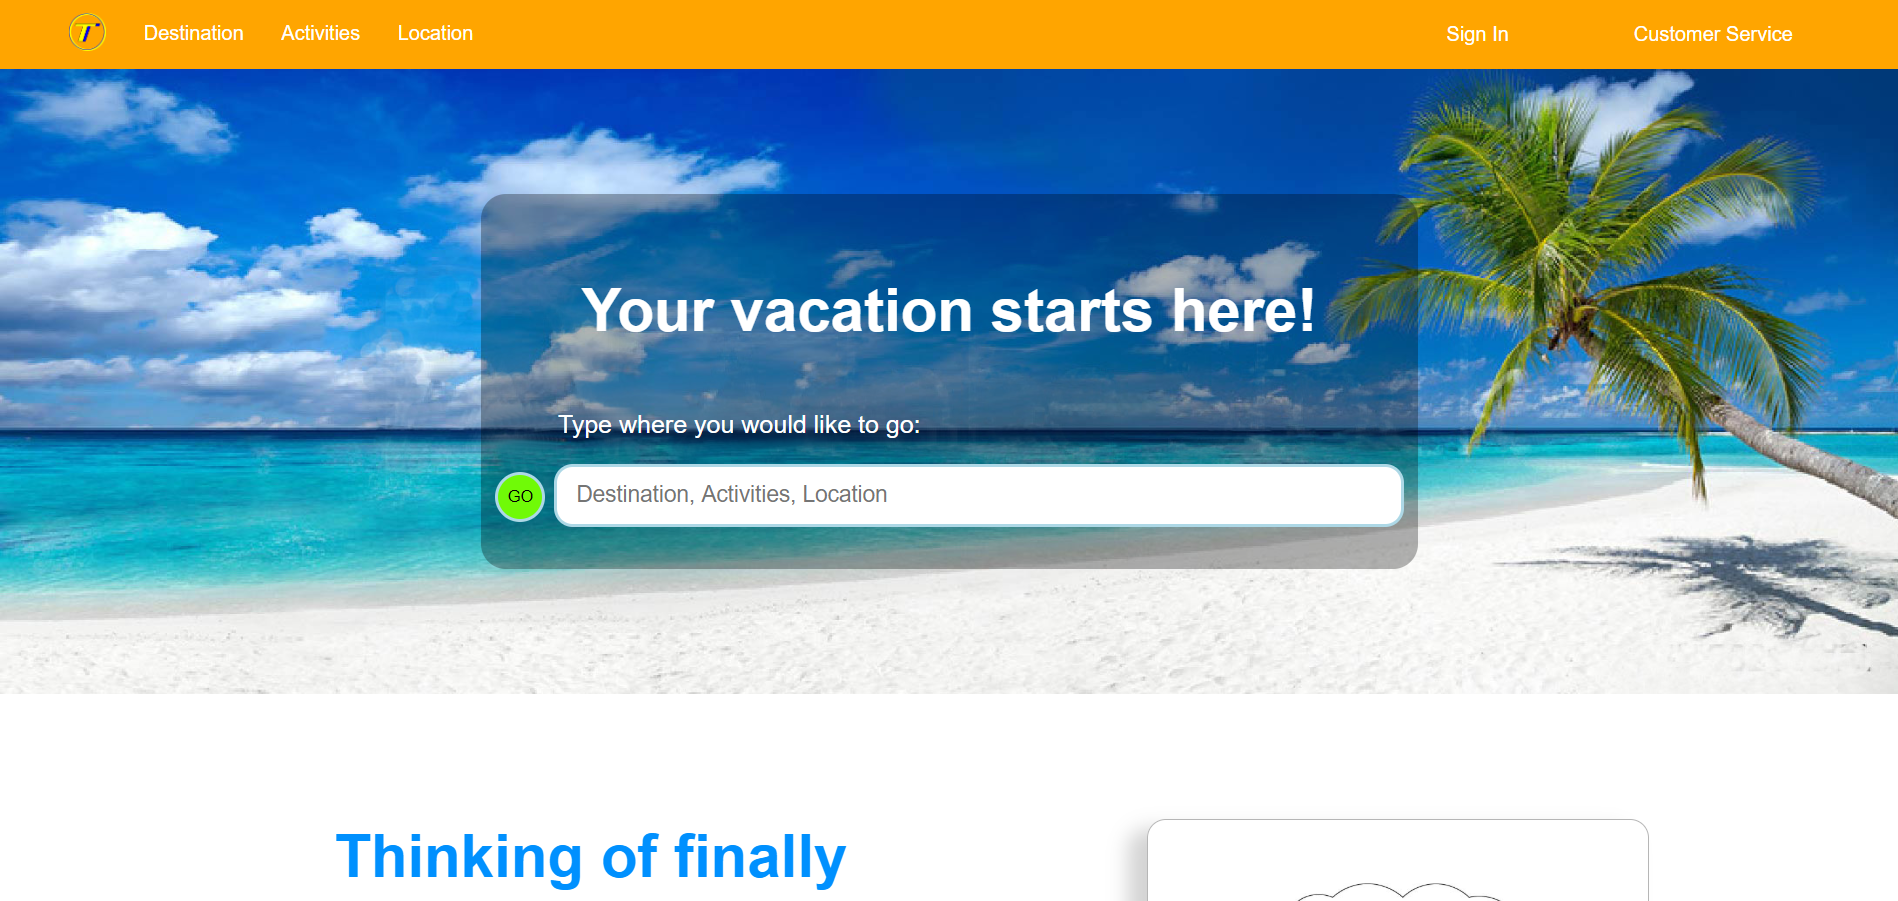 T Destination Activities Location Sign In Customer Service
Your vacation starts here!
Type where you would like to go:
GO Destination, Activities, Location
Thinking of finally